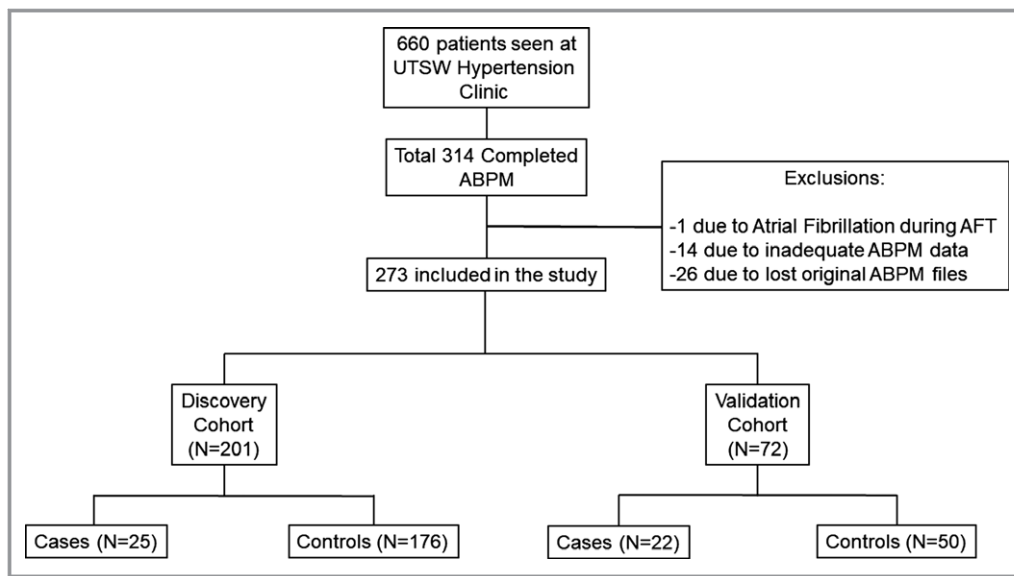 660 patients seen at
UTSW Hypertension
Clinic
Total 314 Completed
ABPM
Exclusions:
-1 due to Atrial Fibrillation during AFT
-14 due to inadequate ABPM data
-26 due to lost original ABPM files
273 included in the study
Discovery
Cohort
(N=201)
Validation
Cohort
(N=72)
Cases (N=25)
Controls (N=176)
Cases (N=22)
Controls (N=50)